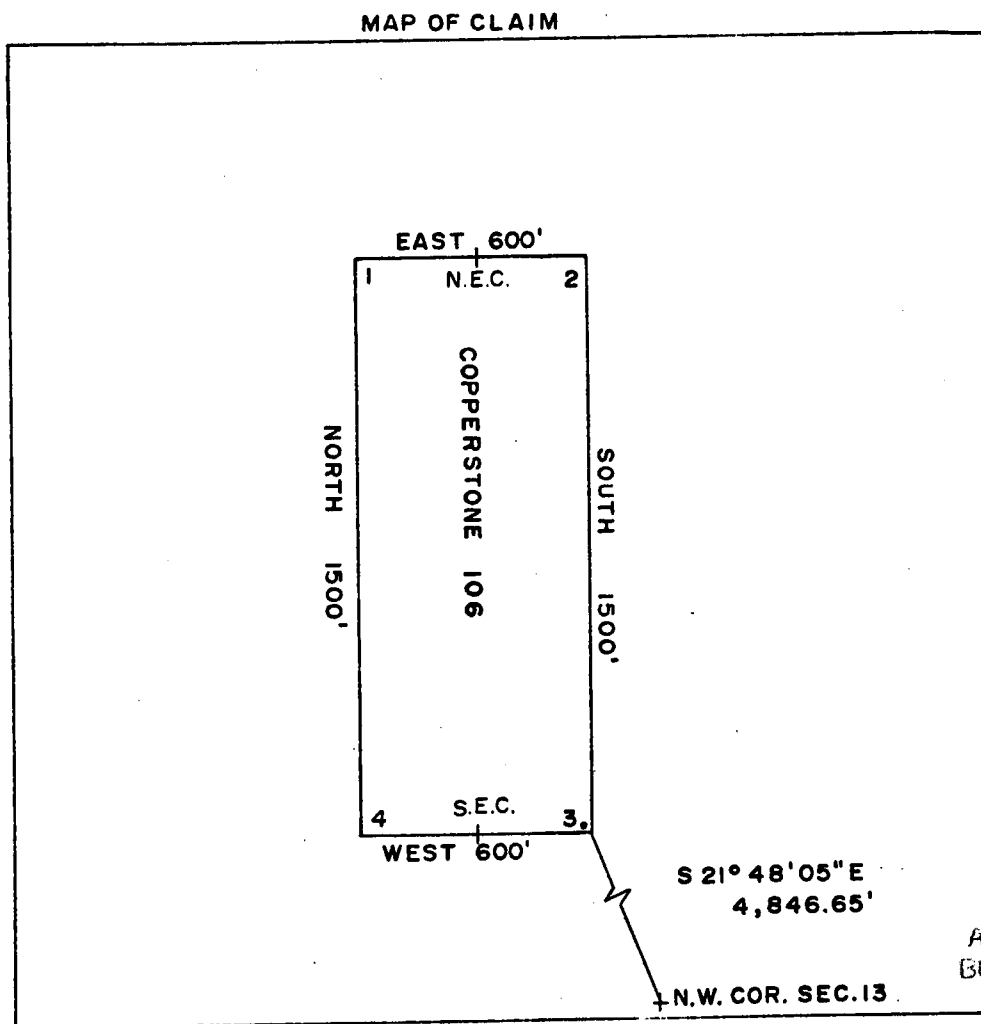 MAP OF CLAIM
EAST 600'
1
N.E.C.
2
COPPERSTONE 106
NORTH 1500'
SOUTH 1500'
4
S.E.C.
3.
WEST 600'
S 21° 48' 05" E
4,846.65'
N.W. COR. SEC. 13